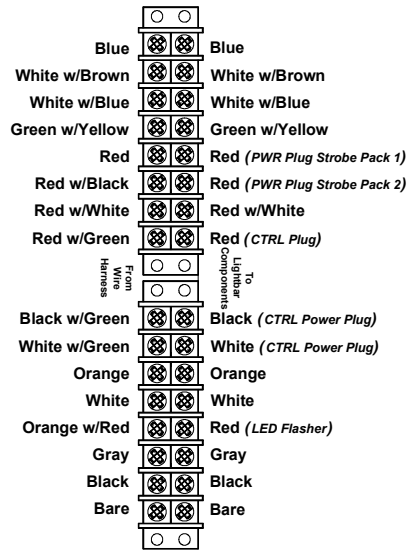 Blue Blue
White w/Brown White w/Brown
White w/Blue White w/Blue
Green w/Yellow Green w/Yellow
Red Red (PWR Plug Strobe Pack 1)
Red w/Black Red (PWR Plug Strobe Pack 2)
Red w/White Red w/White
Red w/Green Red (CTRL Plug)
From
Wire
Harness
To
Lightbar
Components
Black w/Green Black (CTRL Power Plug)
White w/Green White (CTRL Power Plug)
Orange Orange
White White
Orange w/Red Red (LED Flasher)
Gray Gray
Black Black
Bare Bare